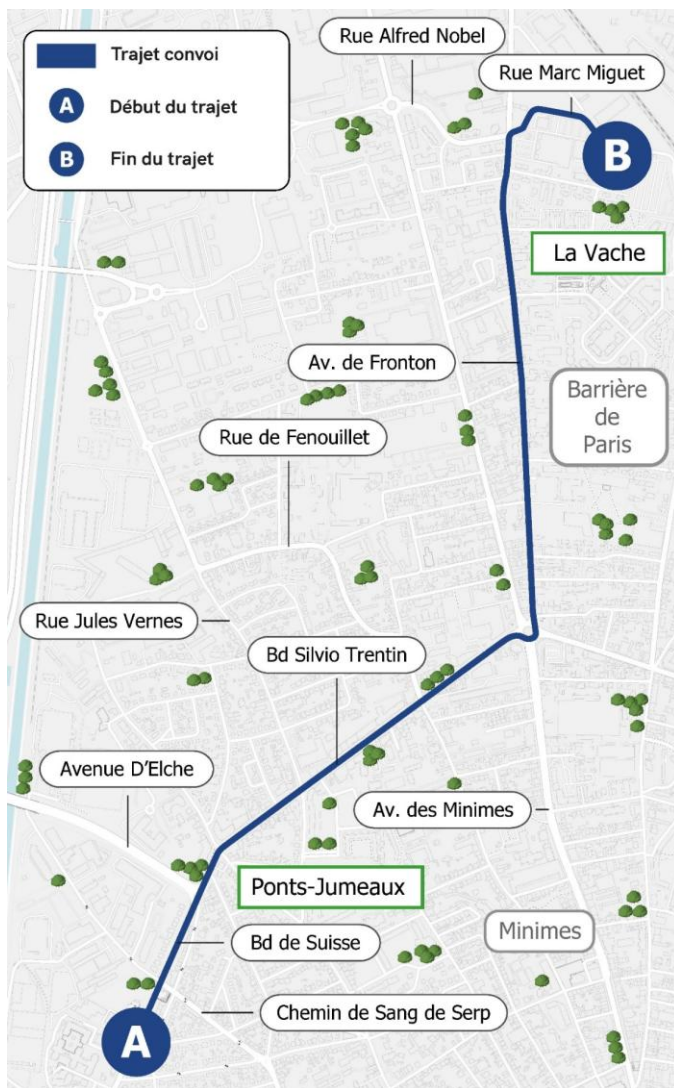 Trajet convoi
A
Début du trajet
B
Fin du trajet
Rue Alfred Nobel
Rue Marc Miguet
B
La Vache
Av. de Fronton
Barrière
de
Paris
Rue de Fenouillet
Rue Jules Vernes
Bd Silvio Trentin
Avenue D'Elche
Av. des Minimes
Ponts-Jumeaux
Minimes
Bd de Suisse
Chemin de Sang de Serp
A